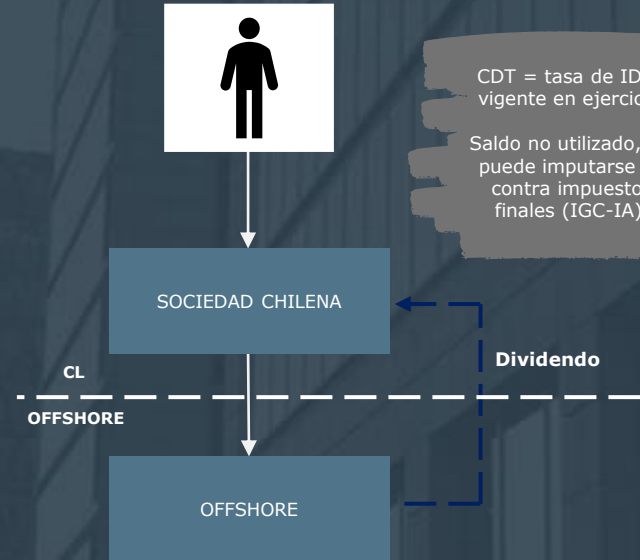 CDT = tasa de ID
vigente en ejercic
Saldo no utilizado,
puede imputarse
contra impuesto
finales (IGC-IA)
SOCIEDAD CHILENA
Dividendo
CL
OFFSHORE
OFFSHORE